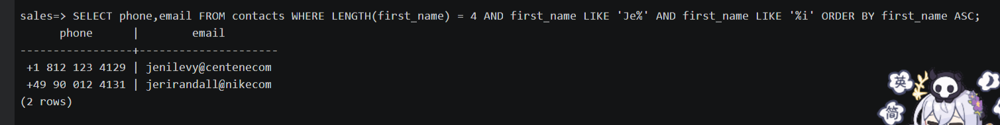 sales=> SELECT phone,email FROM contacts WHERE LENGTH(first_name) = 4 AND first_name LIKE 'Je%' AND first_name LIKE '%i' ORDER BY first_name ASC;
phone | email
-----------------+---------------------
+1 812 123 4129 | jenilevy@centenecom
+49 90 012 4131 | jerirandall@nikecom
(2 rows)
英
简